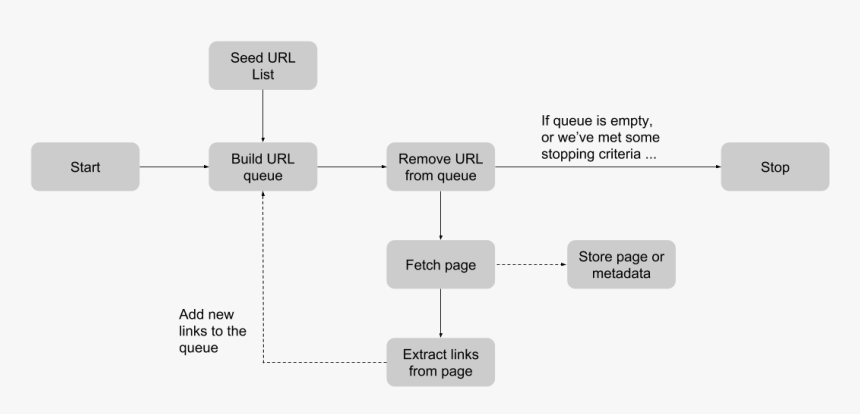 Seed URL
List
If queue is empty,
or we've met some
stopping criteria ...
Start
Build URL
queue
Remove URL
from queue
Stop
Fetch page
Store page or
metadata
Add new
links to the
queue
Extract links
from page